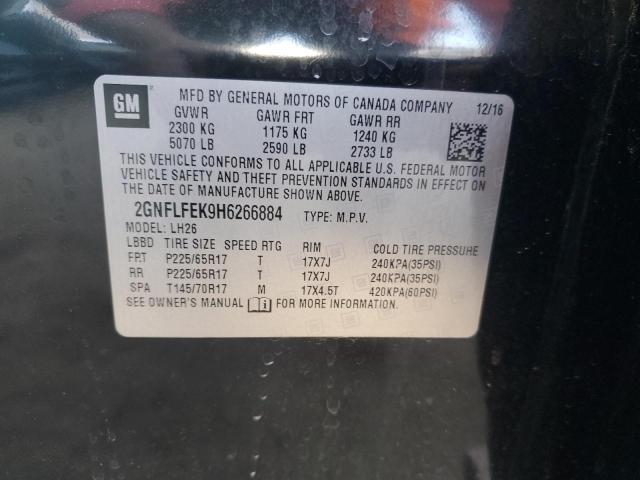 GM
MFD BY GENERAL MOTORS OF CANADA COMPANY 12/16
GVWR GAWR FRT GAWR RR
2300 KG 1175 KG 1240 KG
5070 LB 2590 LB 2733 LB
THIS VEHICLE CONFORMS TO ALL APPLICABLE U.S. FEDERAL MOTOR
VEHICLE SAFETY AND THEFT PREVENTION STANDARDS IN EFFECT ON
THE DATE OF MANUFACTURE SHOWN ABOVE.
2GNFLFEK9H6266884 TYPE: M.P.V.
MODEL: LH26
LBBD TIRE SIZE SPEED RTG RIM COLD TIRE PRESSURE
FRT P225/65R17 T 17X7J 240KPA(35PSI)
RR P225/65R17 T 17X7J 240KPA(35PSI)
SPA T145/70R17 M 17X4.5T 420KPA(60PSI)
SEE OWNER'S MANUAL FOR MORE INFORMATION.